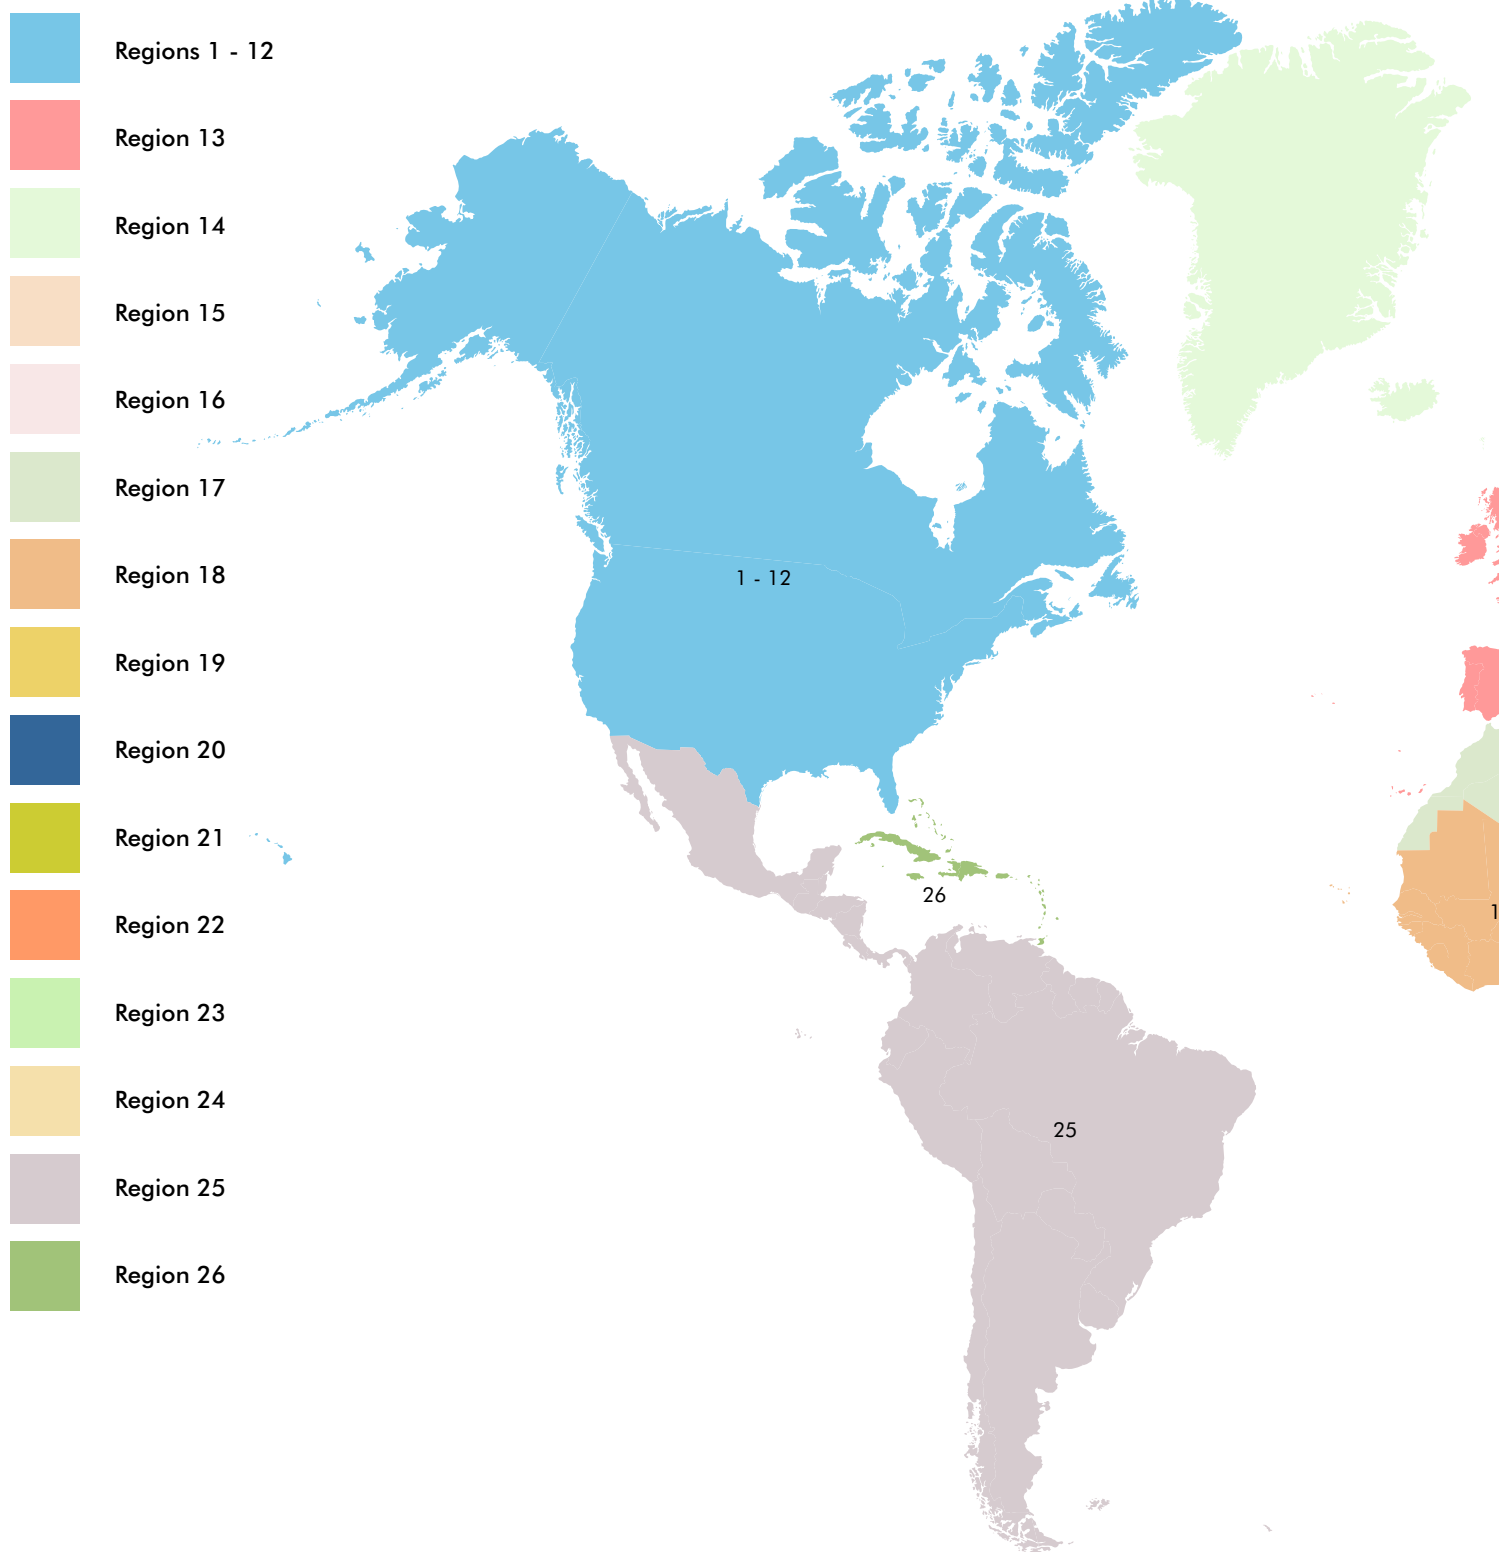 Regions 1 - 12
Region 13
Region 14
Region 15
Region 16
Region 17
Region 18
Region 19
Region 20
Region 21
Region 22
Region 23
Region 24
Region 25
Region 26
1 - 12
26
1
25